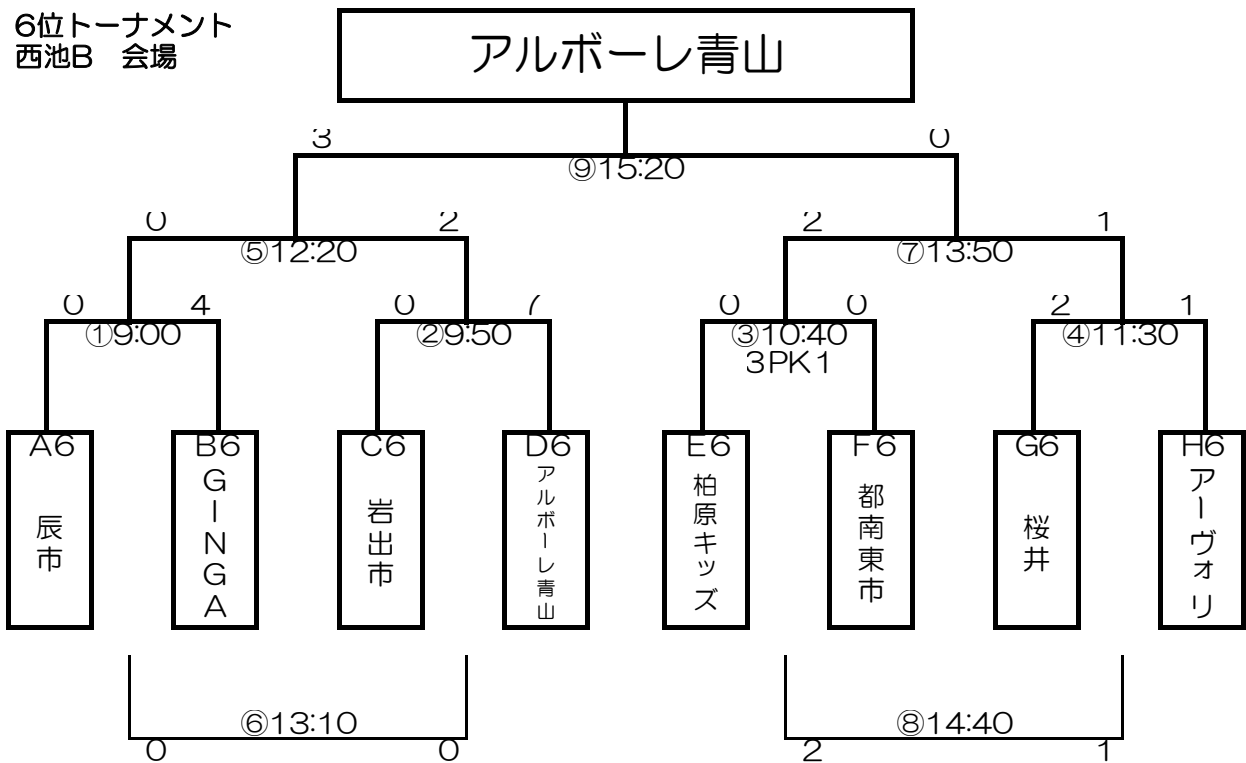 6位トーナメント
西池B 会場
アルボーレ青山
3 0
⑨15:20
0 2 2 1
⑤12:20 ⑦13:50
0 4 0 7 0 0 2 1
①9:00 ②9:50 ③10:40 ④11:30
3PK1
A6 B6 C6 D6 E6 F6 G6 H6
辰市
GINGA
岩出市
アルボーレ青山
柏原キッズ
都南東市
桜井
アーヴォリ
⑥13:10 ⑧14:40
0 0 2 1